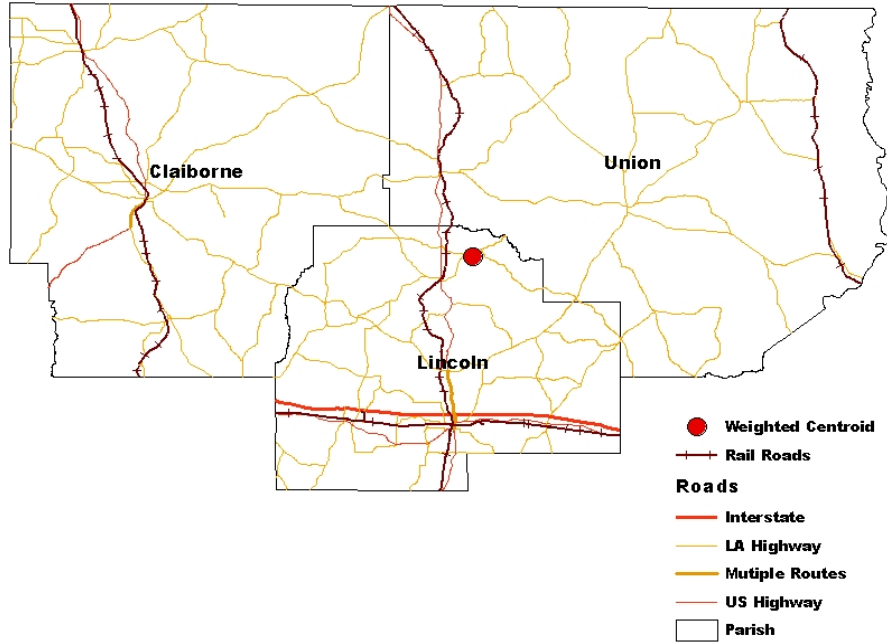 Claiborne
Union
Lincoln
Weighted Centroid
Rail Roads
Roads
Interstate
LA Highway
Mutiple Routes
US Highway
Parish